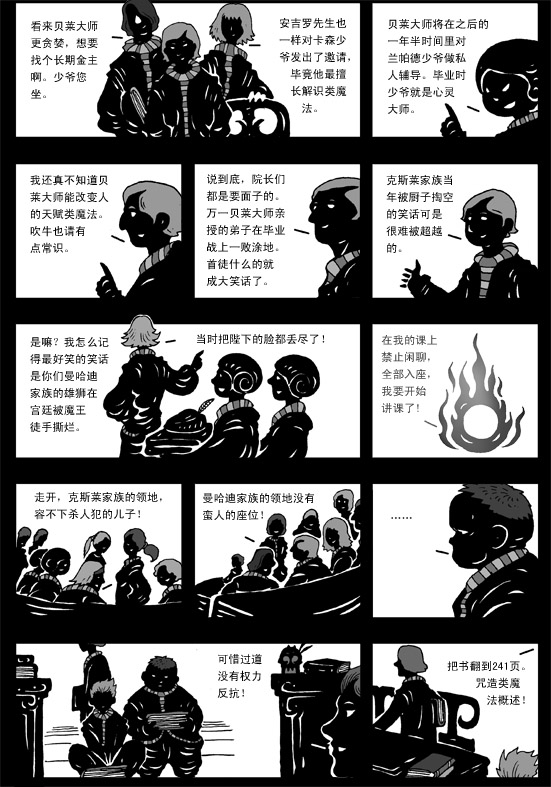 看来贝莱大师
更贪婪，想要
找个长期金主
啊。少爷您
坐。
安吉罗先生也
一样对卡森少
爷发出了邀请，
毕竟他最擅
长解识类魔
法。
贝莱大师将在之后的
一年半时间里对
兰帕德少爷做私
人辅导。毕业时
少爷就是心灵
大师。
我还真不知道贝
莱大师能改变人
的天赋类魔法。
吹牛也请有
点常识。
说到底，院长们
都是要面子的。
万一贝莱大师亲
授的弟子在毕业
战上一败涂地。
首徒什么的就
成大笑话了。
克斯莱家族当
年被厨子掏空
的笑话可是
很难被超越
的。
是嘛？我怎么记
得最好笑的笑话
是你们曼哈迪
家族的雄狮在
宫廷被魔王
徒手撕烂。
当时把陛下的脸都丢尽了！
在我的课上
禁止闲聊，
全部入座，
我要开始
讲课了！
走开，克斯莱家族的领地，
容不下杀人犯的儿子！
曼哈迪家族的领地没有
蛮人的座位！
……
可惜过道
没有权力
反抗！
把书翻到241页。
咒造类魔
法概述！